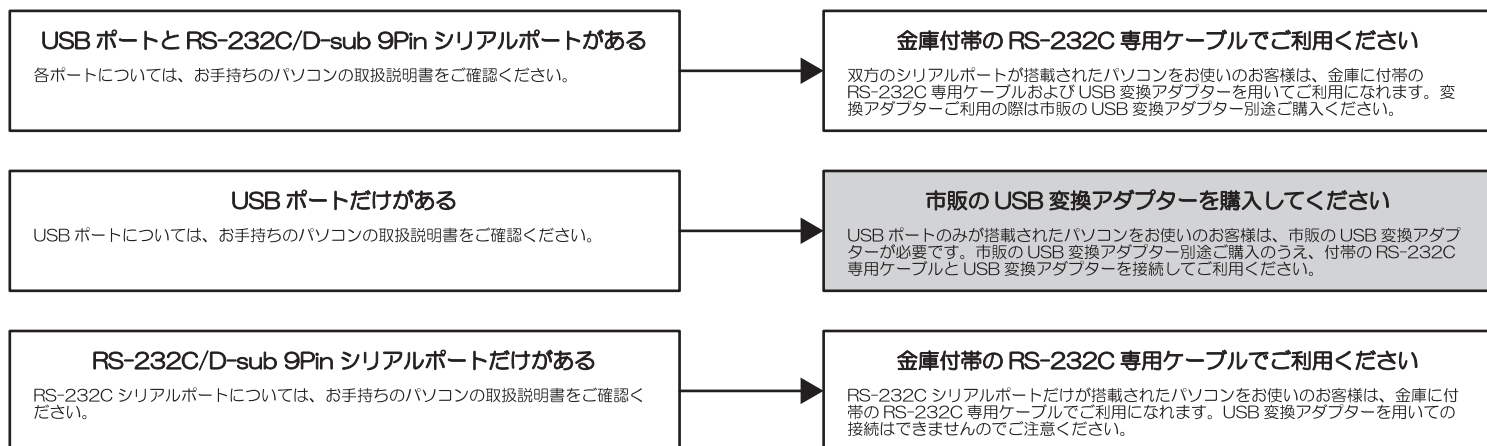 USB ポートと RS-232C/D-sub 9Pin シリアルポートがある
各ポートについては、お手持ちのパソコンの取扱説明書をご確認ください。
金庫付帯の RS-232C 専用ケーブルでご利用ください
双方のシリアルポートが搭載されたパソコンをお使いのお客様は、金庫に付帯の
RS-232C 専用ケーブルおよび USB 変換アダプターを用いてご利用になれます。変
換アダプターご利用の際は市販の USB 変換アダプター別途ご購入ください。
USB ポートだけがある
USB ポートについては、お手持ちのパソコンの取扱説明書をご確認ください。
市販の USB 変換アダプターを購入してください
USB ポートのみが搭載されたパソコンをお使いのお客様は、市販の USB 変換アダプ
ターが必要です。市販の USB 変換アダプター別途ご購入のうえ、付帯の RS-232C
専用ケーブルと USB 変換アダプターを接続してご利用ください。
RS-232C/D-sub 9Pin シリアルポートだけがある
RS-232C シリアルポートについては、お手持ちのパソコンの取扱説明書をご確認く
ださい。
金庫付帯の RS-232C 専用ケーブルでご利用ください
RS-232C シリアルポートだけが搭載されたパソコンをお使いのお客様は、金庫に付
帯の RS-232C 専用ケーブルでご利用になれます。USB 変換アダプターを用いての
接続はできませんのでご注意ください。